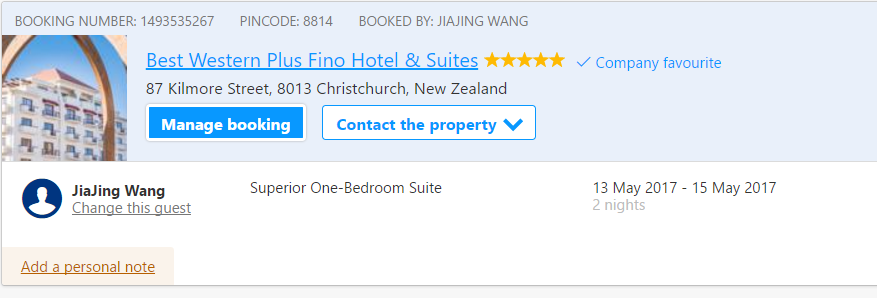 BOOKING NUMBER: 1493535267 PINCODE: 8814 BOOKED BY: JIAJING WANG
Best Western Plus Fino Hotel & Suites Company favourite
87 Kilmore Street, 8013 Christchurch, New Zealand
Manage booking Contact the property
JiaJing Wang Superior One-Bedroom Suite 13 May 2017 - 15 May 2017
Change this guest 2 nights
Add a personal note